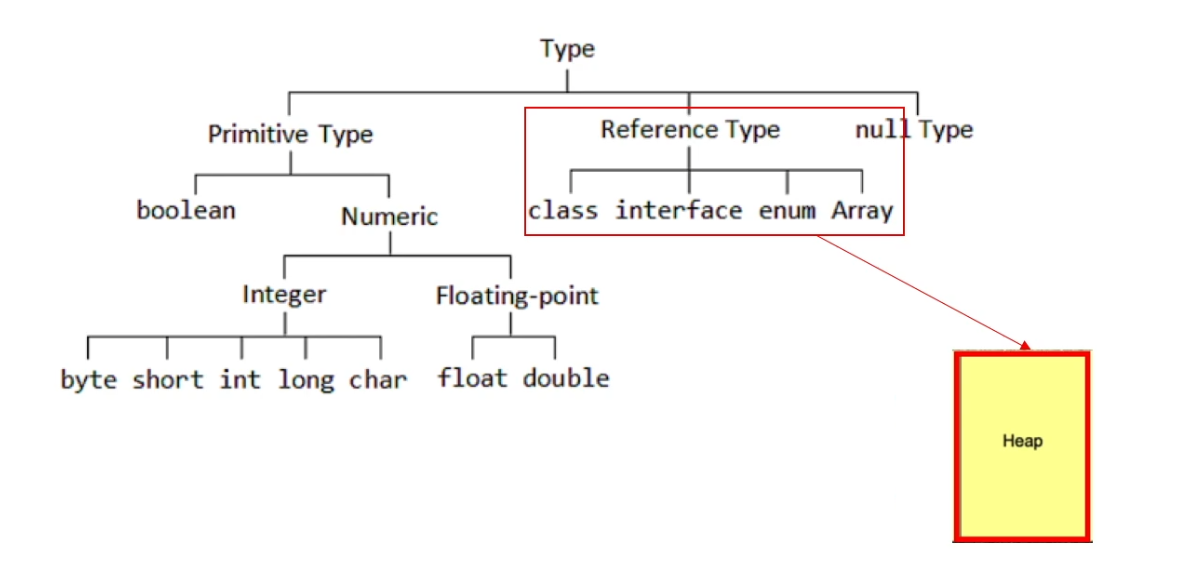 Type
Primitive Type
Reference Type
null Type
boolean
Numeric
class interface enum Array
Integer
Floating-point
byte short int long char
float double
Heap